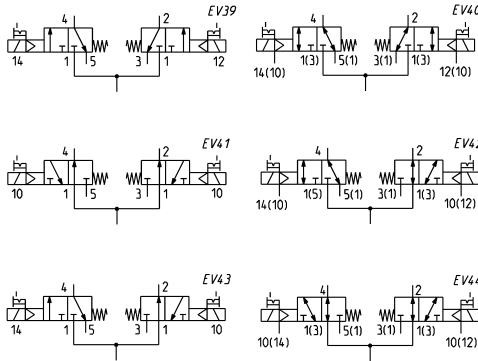 4 2 EV39
14 1 5 3 1 12
4 2 EV40
14(10) 1(3) 5(1) 3(1) 1(3) 12(10)
4 2 EV41
10 1 5 3 1 10
4 2 EV42
14(10) 1(5) 5(1) 3(1) 1(3) 10(12)
4 2 EV43
14 1 5 3 1 10
4 2 EV44
10(14) 1(3) 5(1) 3(1) 1(3) 10(12)